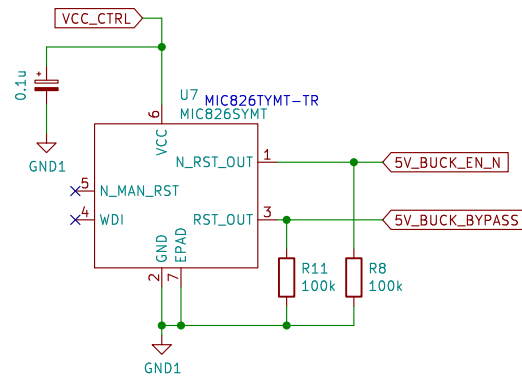 VCC_CTRL
0.1u
+
GND1
U7
MIC826TYMT-TR
MIC826SYMT
6
VCC
N_RST_OUT
1
5V_BUCK_EN_N
5
N_MAN_RST
4
WDI
RST_OUT
3
5V_BUCK_BYPASS
GND
EPAD
2
7
R11
100k
R8
100k
GND1